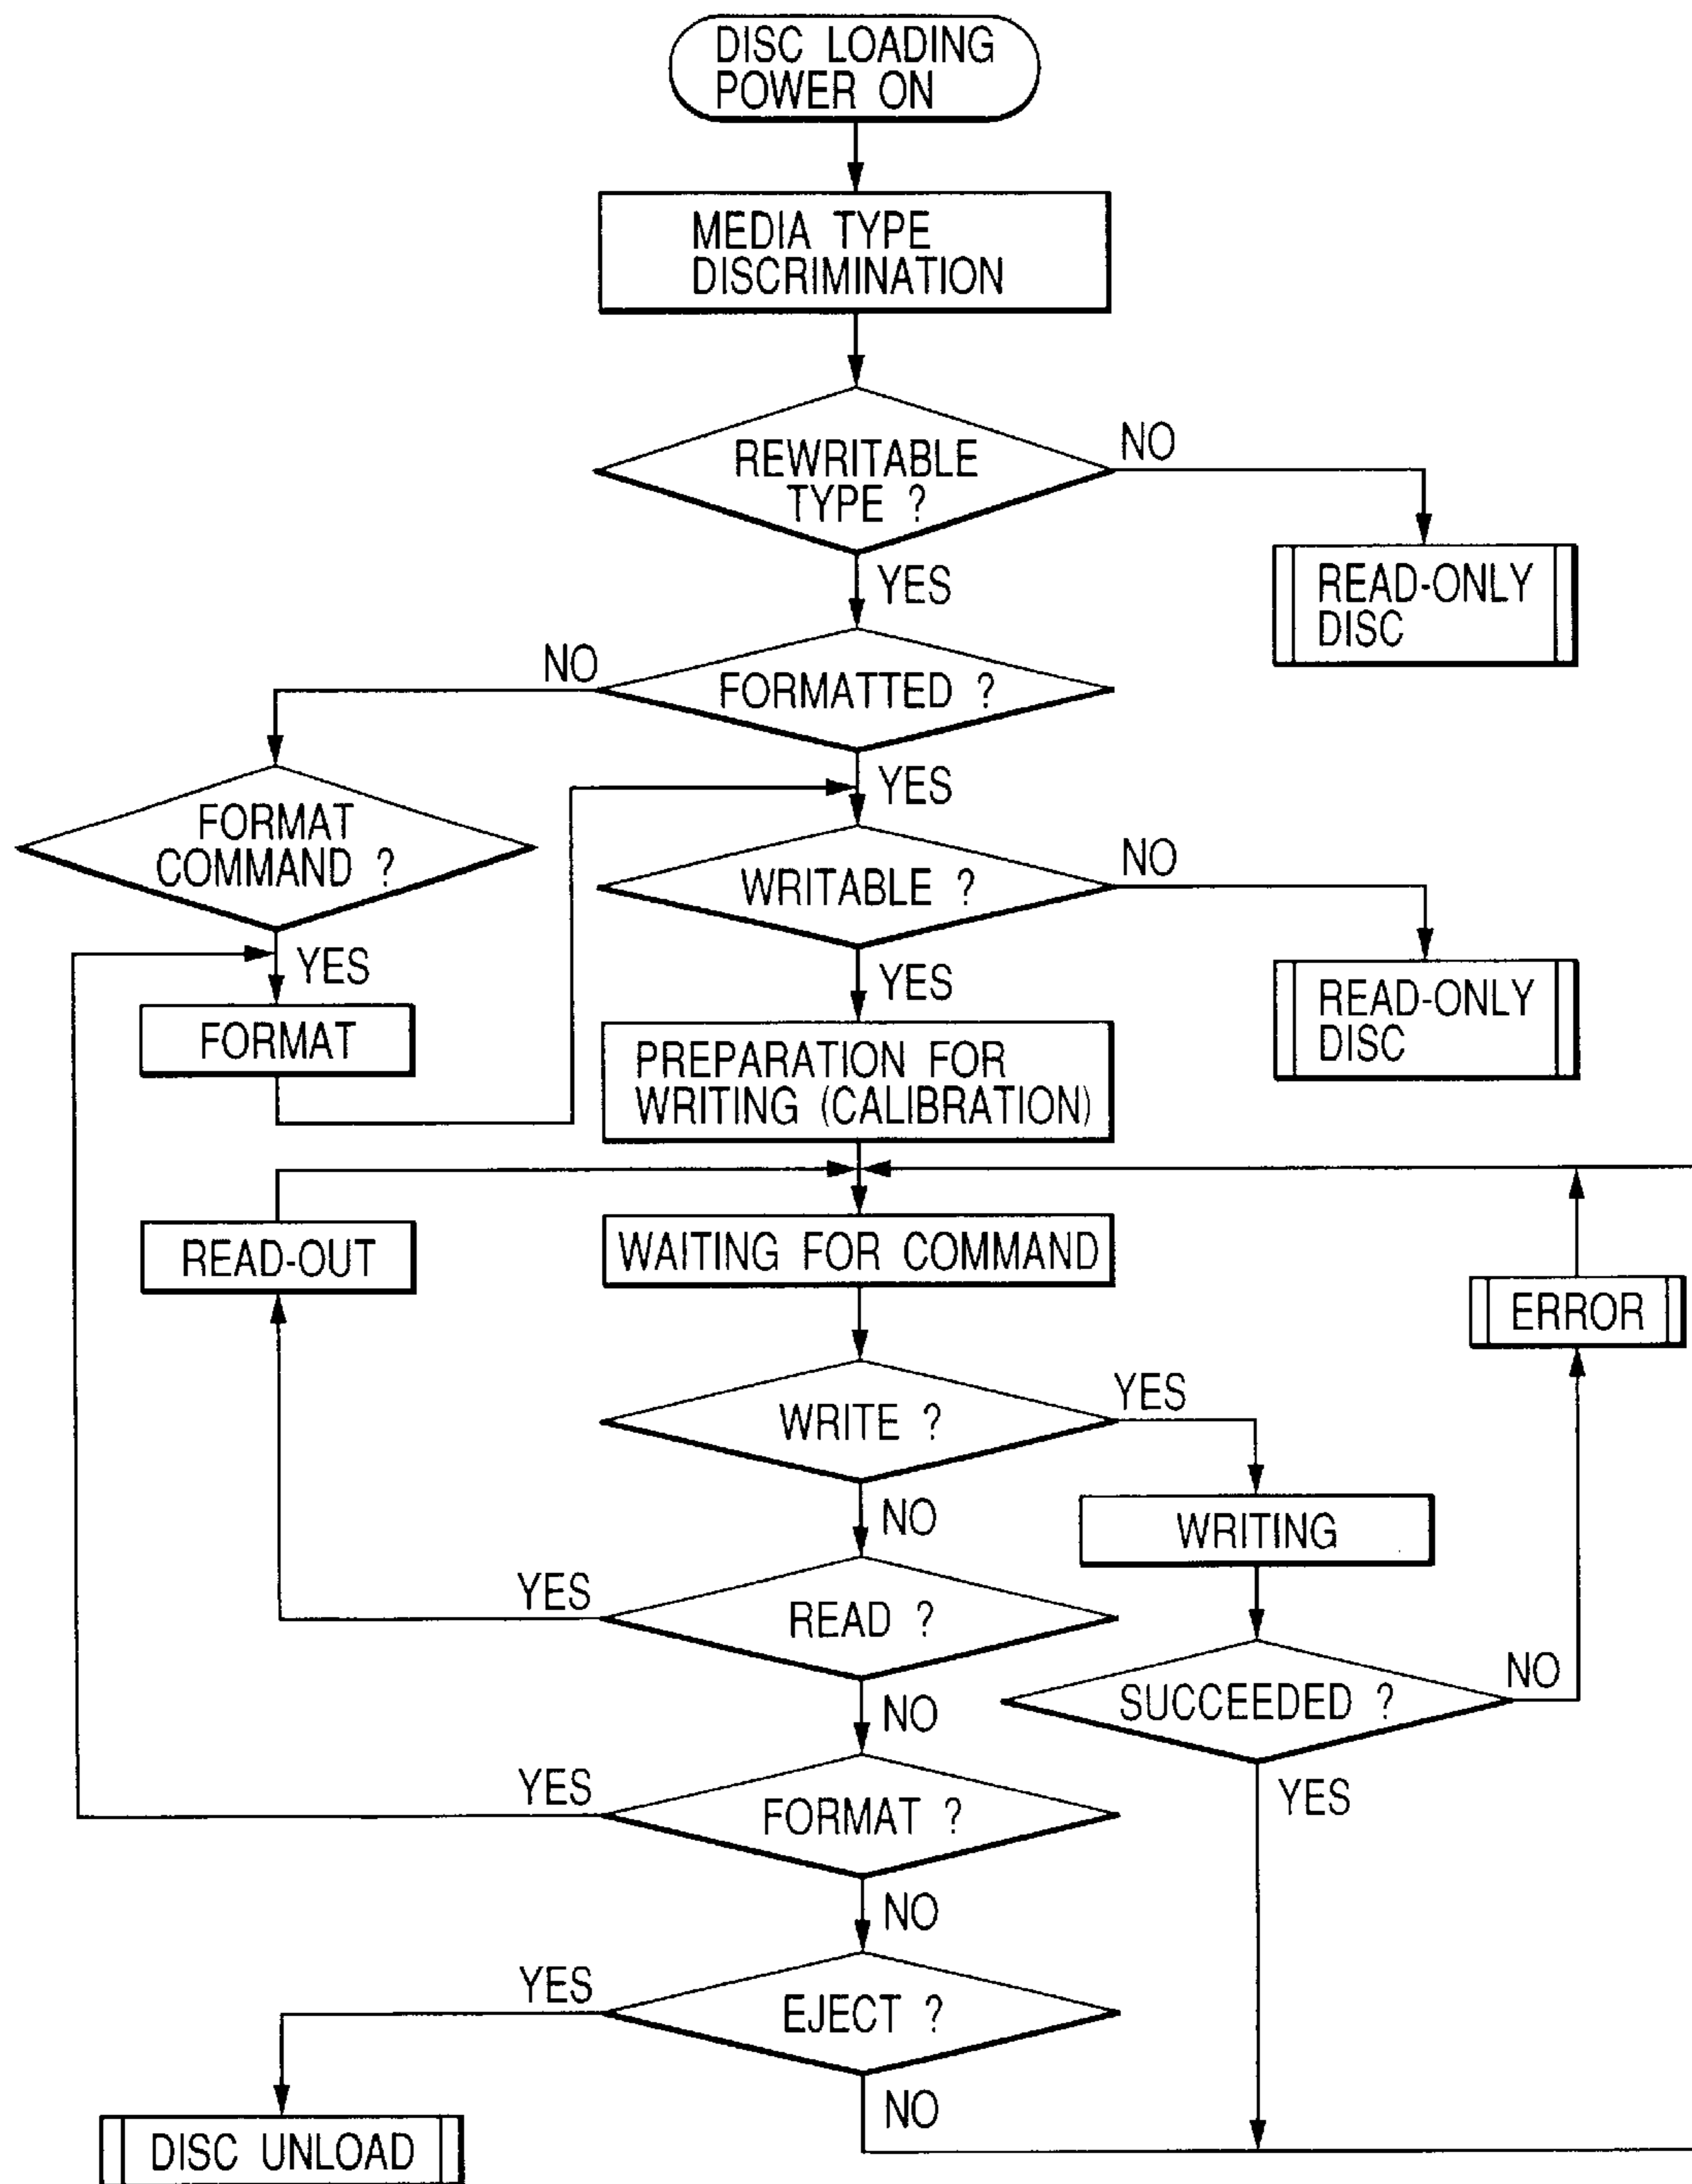 DISC LOADING
POWER ON
MEDIA TYPE
DISCRIMINATION
REWRITABLE
TYPE ?
NO
YES
READ-ONLY
DISC
NO
FORMATTED ?
YES
FORMAT
COMMAND ?
WRITABLE ?
NO
YES
YES
READ-ONLY
DISC
FORMAT
PREPARATION FOR
WRITING (CALIBRATION)
READ-OUT
WAITING FOR COMMAND
ERROR
WRITE ?
YES
NO
WRITING
YES
READ ?
NO
SUCCEEDED ?
NO
YES
YES
FORMAT ?
NO
YES
EJECT ?
NO
DISC UNLOAD